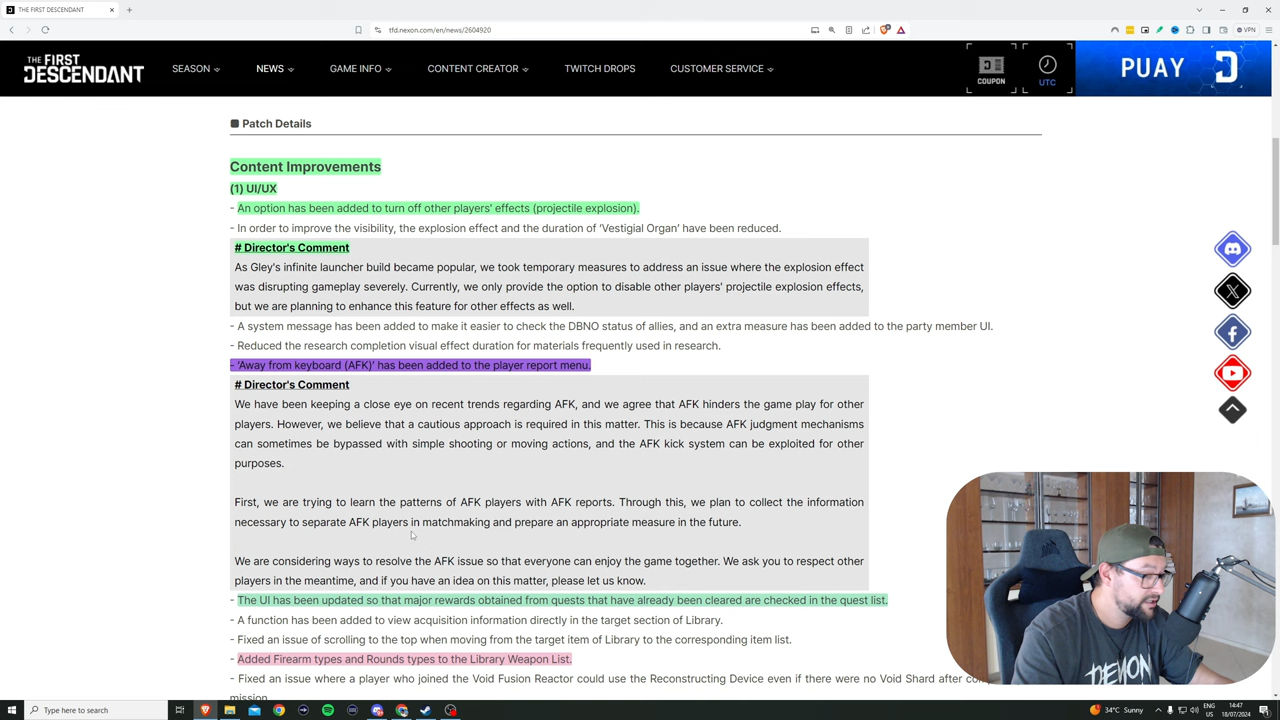 THE FIRST DESCENDANT
tfd.nexon.com/en/news/2604920
VPN
THE FIRST
DESCENDANT
SEASON
NEWS
GAME INFO
CONTENT CREATOR
TWITCH DROPS
CUSTOMER SERVICE
COUPON
UTC
PUAY
Patch Details
Content Improvements
(1) UI/UX
- An option has been added to turn off other players' effects (projectile explosion).
- In order to improve the visibility, the explosion effect and the duration of 'Vestigial Organ' have been reduced.
# Director's Comment
As Gley's infinite launcher build became popular, we took temporary measures to address an issue where the explosion effect
was disrupting gameplay severely. Currently, we only provide the option to disable other players' projectile explosion effects,
but we are planning to enhance this feature for other effects as well.
- A system message has been added to make it easier to check the DBNO status of allies, and an extra measure has been added to the party member UI.
- Reduced the research completion visual effect duration for materials frequently used in research.
- 'Away from keyboard (AFK)' has been added to the player report menu.
# Director's Comment
We have been keeping a close eye on recent trends regarding AFK, and we agree that AFK hinders the game play for other
players. However, we believe that a cautious approach is required in this matter. This is because AFK judgment mechanisms
can sometimes be bypassed with simple shooting or moving actions, and the AFK kick system can be exploited for other
purposes.
First, we are trying to learn the patterns of AFK players with AFK reports. Through this, we plan to collect the information
necessary to separate AFK players in matchmaking and prepare an appropriate measure in the future.
We are considering ways to resolve the AFK issue so that everyone can enjoy the game together. We ask you to respect other
players in the meantime, and if you have an idea on this matter, please let us know.
- The UI has been updated so that major rewards obtained from quests that have already been cleared are checked in the quest list.
- A function has been added to view acquisition information directly in the target section of Library.
- Fixed an issue of scrolling to the top when moving from the target item of Library to the corresponding item list.
- Added Firearm types and Rounds types to the Library Weapon List.
- Fixed an issue where a player who joined the Void Fusion Reactor could use the Reconstructing Device even if there were no Void Shard after
mission.
DEMON
Type here to search
34°C Sunny
ENG
US
14:47
18/07/2024